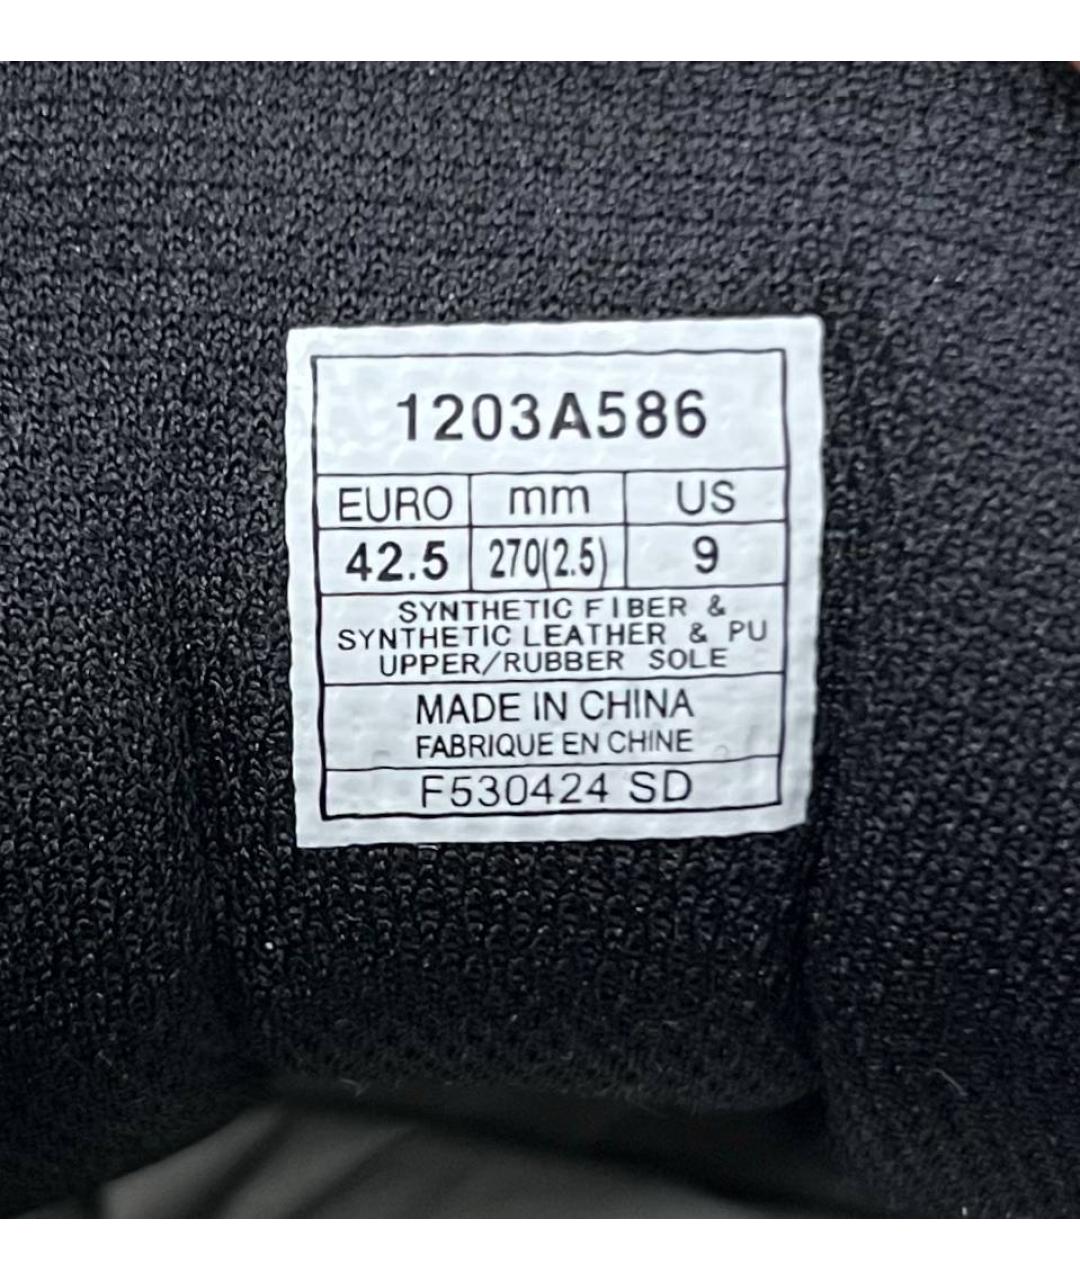 1203A586
EURO mm US
42.5 270(2.5) 9
SYNTHETIC FIBER &
SYNTHETIC LEATHER & PU
UPPER/RUBBER SOLE
MADE IN CHINA
FABRIQUE EN CHINE
F530424 SD